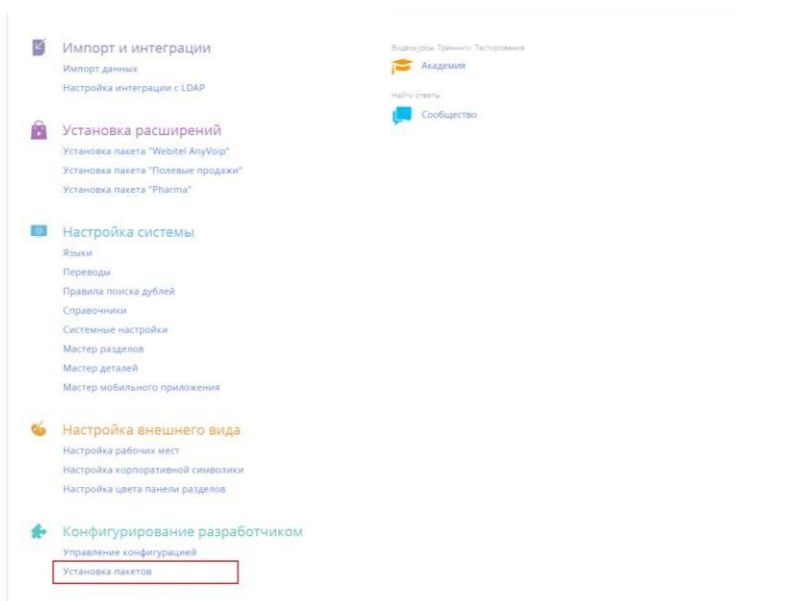 Импорт и интеграции
Импорт данных
Настройка интеграции с LDAP
Установка расширений
Установка пакета "Webitel AnyVoip"
Установка пакета "Полевые продажи"
Установка пакета "Pharma"
Настройка системы
Языки
Переводы
Правила поиска дублей
Справочники
Системные настройки
Мастер разделов
Мастер деталей
Мастер мобильного приложения
Настройка внешнего вида
Настройка рабочих мест
Настройка корпоративной символики
Настройка цвета панели разделов
Конфигурирование разработчиком
Управление конфигурацией
Установка пакетов
Видеокурсы. Тренинги. Тестирования
Академия
Найти ответы
Сообщество